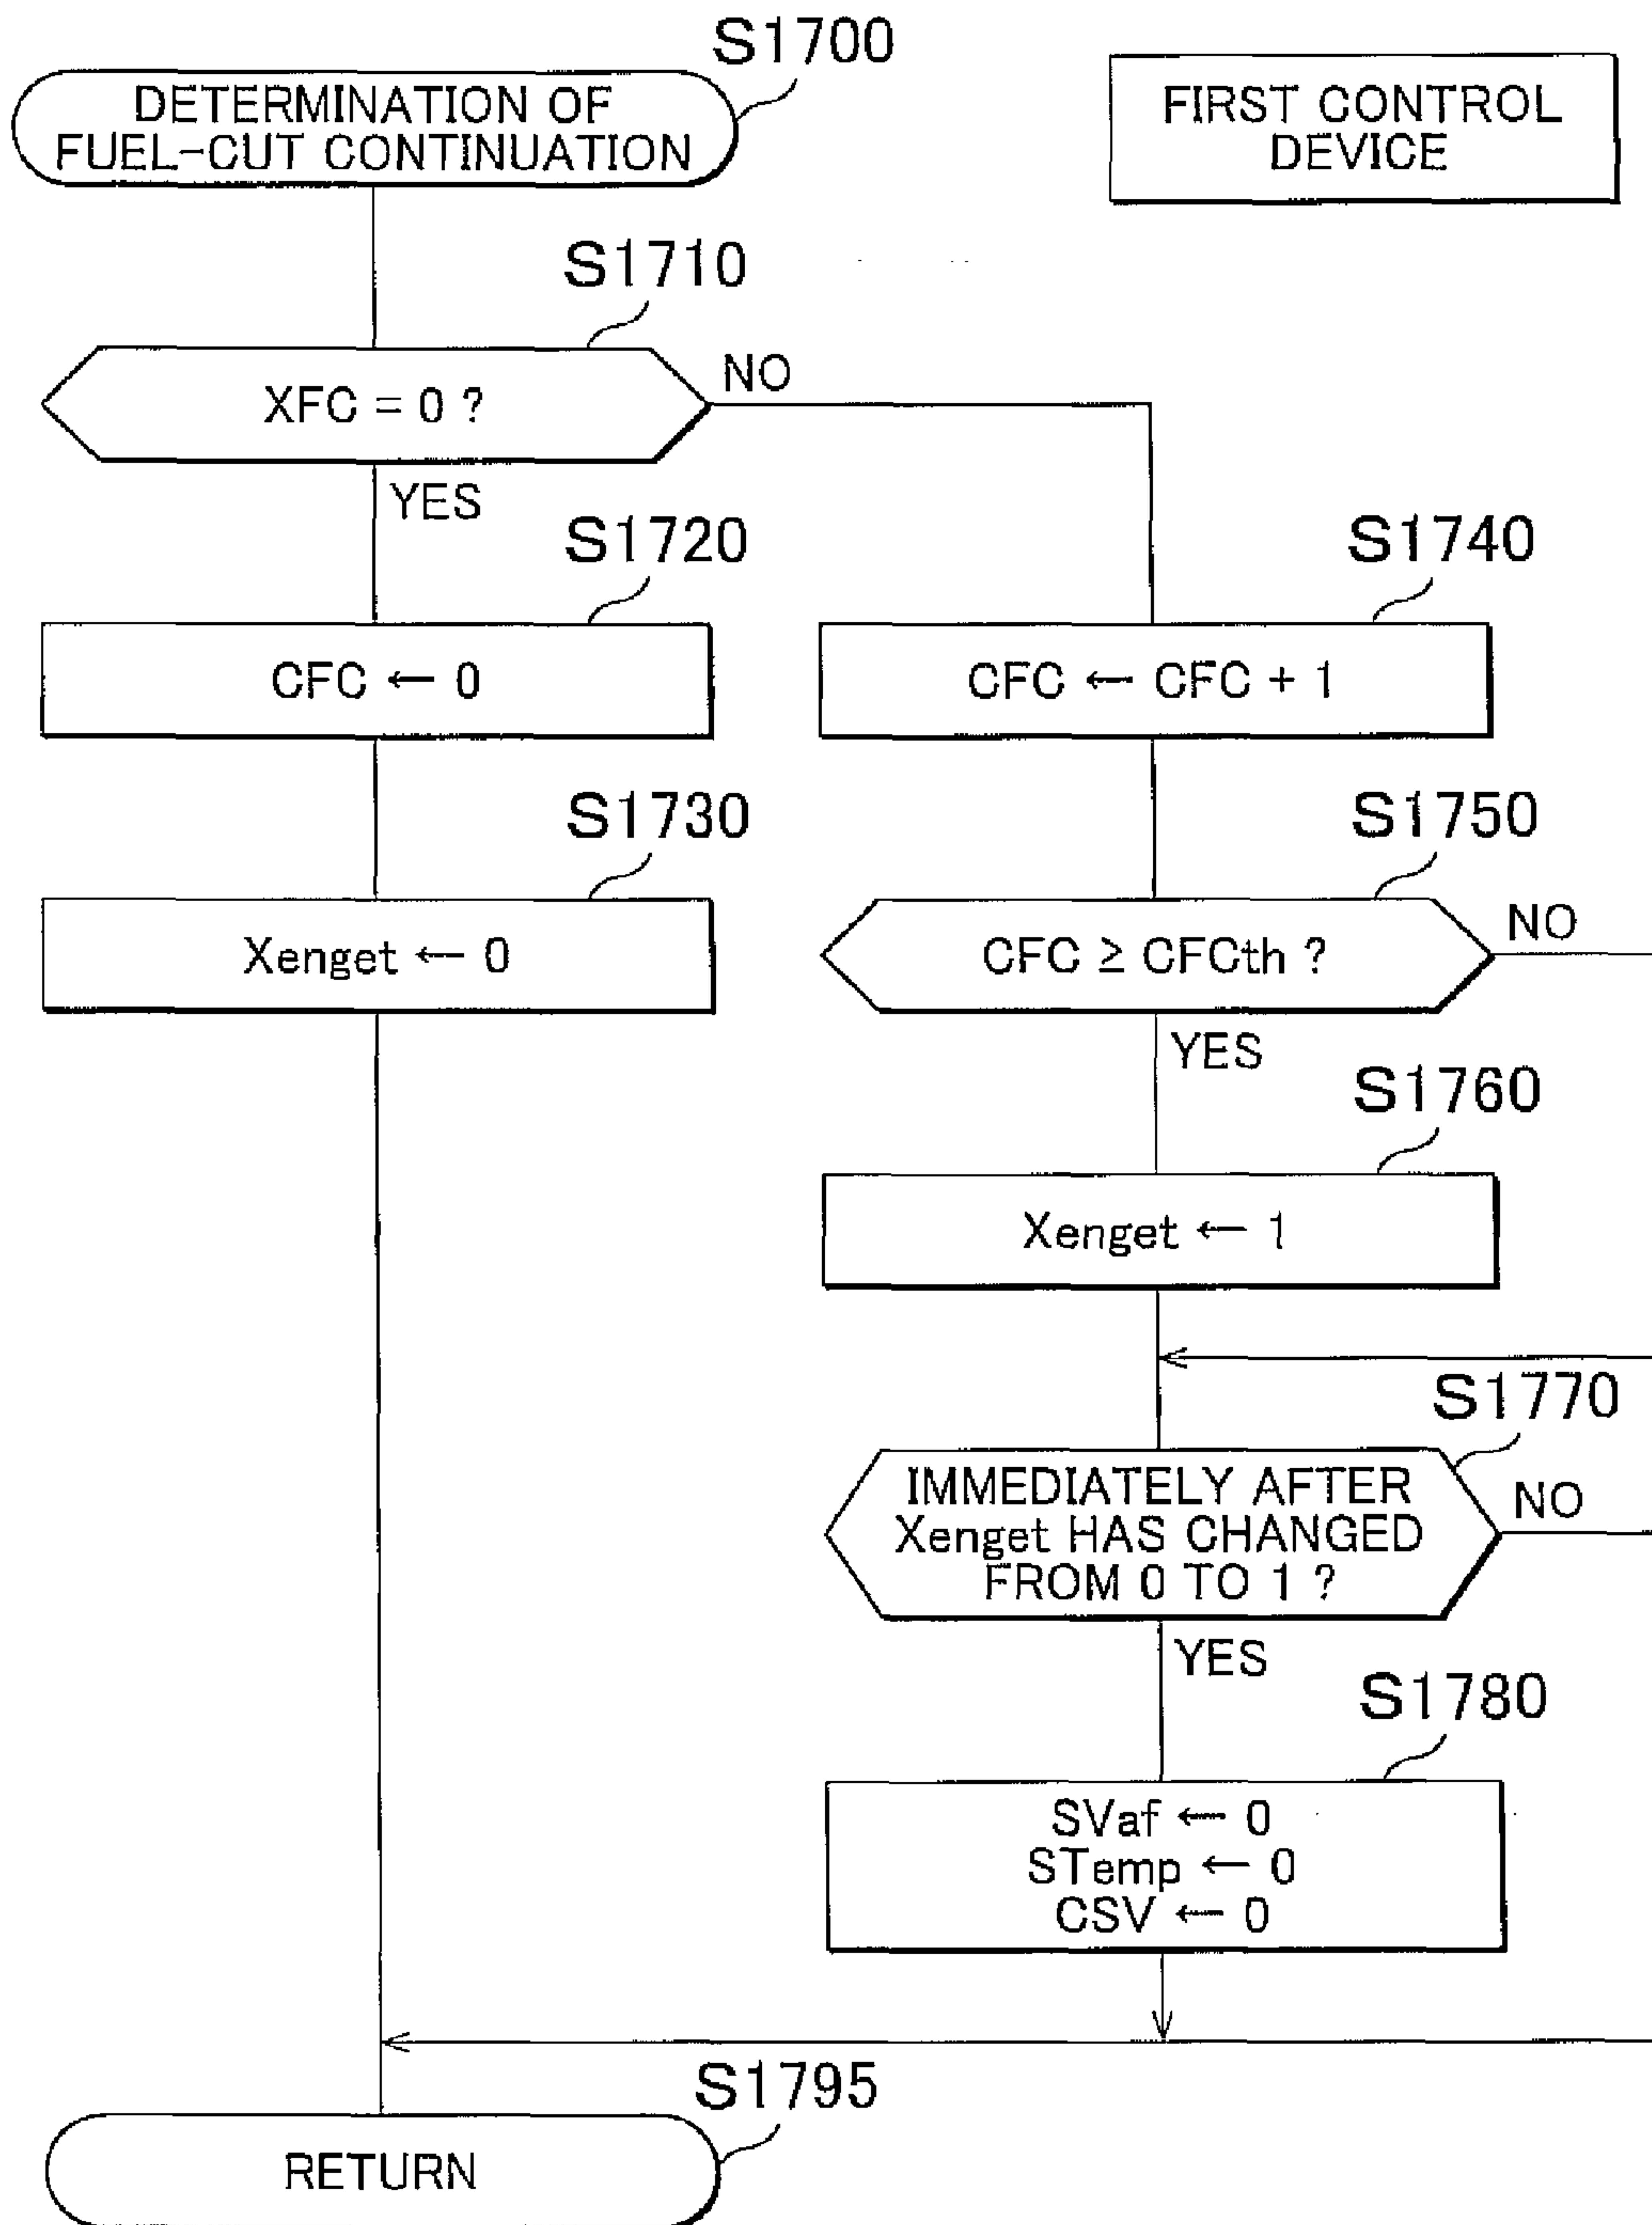 S1700
DETERMINATION OF
FUEL-CUT CONTINUATION
FIRST CONTROL
DEVICE
S1710
XFC = 0 ?
NO
YES
S1720
CFC ← 0
S1730
Xenget ← 0
S1740
CFC ← CFC + 1
S1750
CFC ≥ CFCth ?
NO
YES
S1760
Xenget ← 1
S1770
IMMEDIATELY AFTER
Xenget HAS CHANGED
FROM 0 TO 1 ?
NO
YES
S1780
SVaf ← 0
STemp ← 0
CSV ← 0
S1795
RETURN